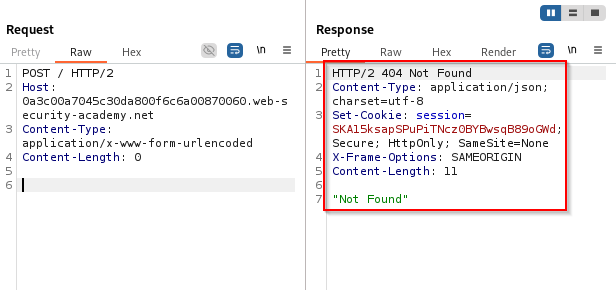 Request
Response
Pretty Raw Hex
\n
Pretty Raw Hex Render
\n
1 POST / HTTP/2
2 Host:
0a3c00a7045c30da800f6c6a00870060.web-s
ecurity-academy.net
3 Content-Type:
application/x-www-form-urlencoded
4 Content-Length: 0
5
6
1 HTTP/2 404 Not Found
2 Content-Type: application/json;
charset=utf-8
3 Set-Cookie: session=
SKA15ksapSPuPiTNcz0BYBwsqB89oGWd;
Secure; HttpOnly; SameSite=None
4 X-Frame-Options: SAMEORIGIN
5 Content-Length: 11
6
7 "Not Found"